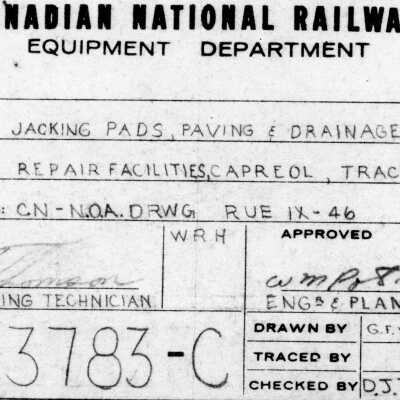 NADIAN NATIONAL RAILWA
EQUIPMENT DEPARTMENT
JACKING PADS, PAVING & DRAINAGE
REPAIR FACILITIES, CAPREOL, TRAC
: CN-N.O.A. DRWG RUE IX-46
WRH APPROVED
ING TECHNICIAN ENGS & PLAN
3783-C
DRAWN BY G.F.
TRACED BY
CHECKED BY D.J.